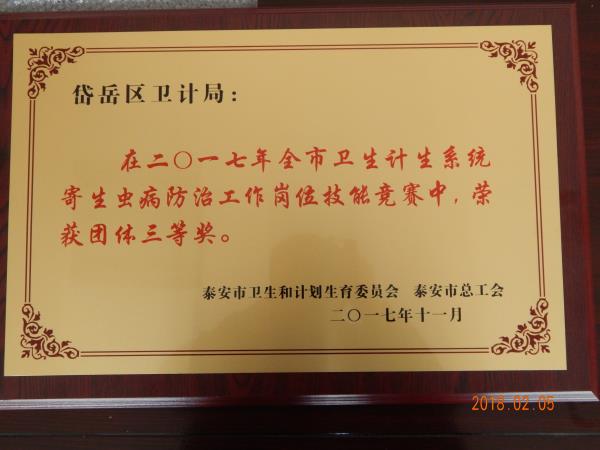 岱岳区卫计局：
在二〇一七年全市卫生计生系统
寄生虫病防治工作岗位技能竞赛中，荣
获团体三等奖。
泰安市卫生和计划生育委员会 泰安市总工会
二〇一七年十一月
2018.02.05